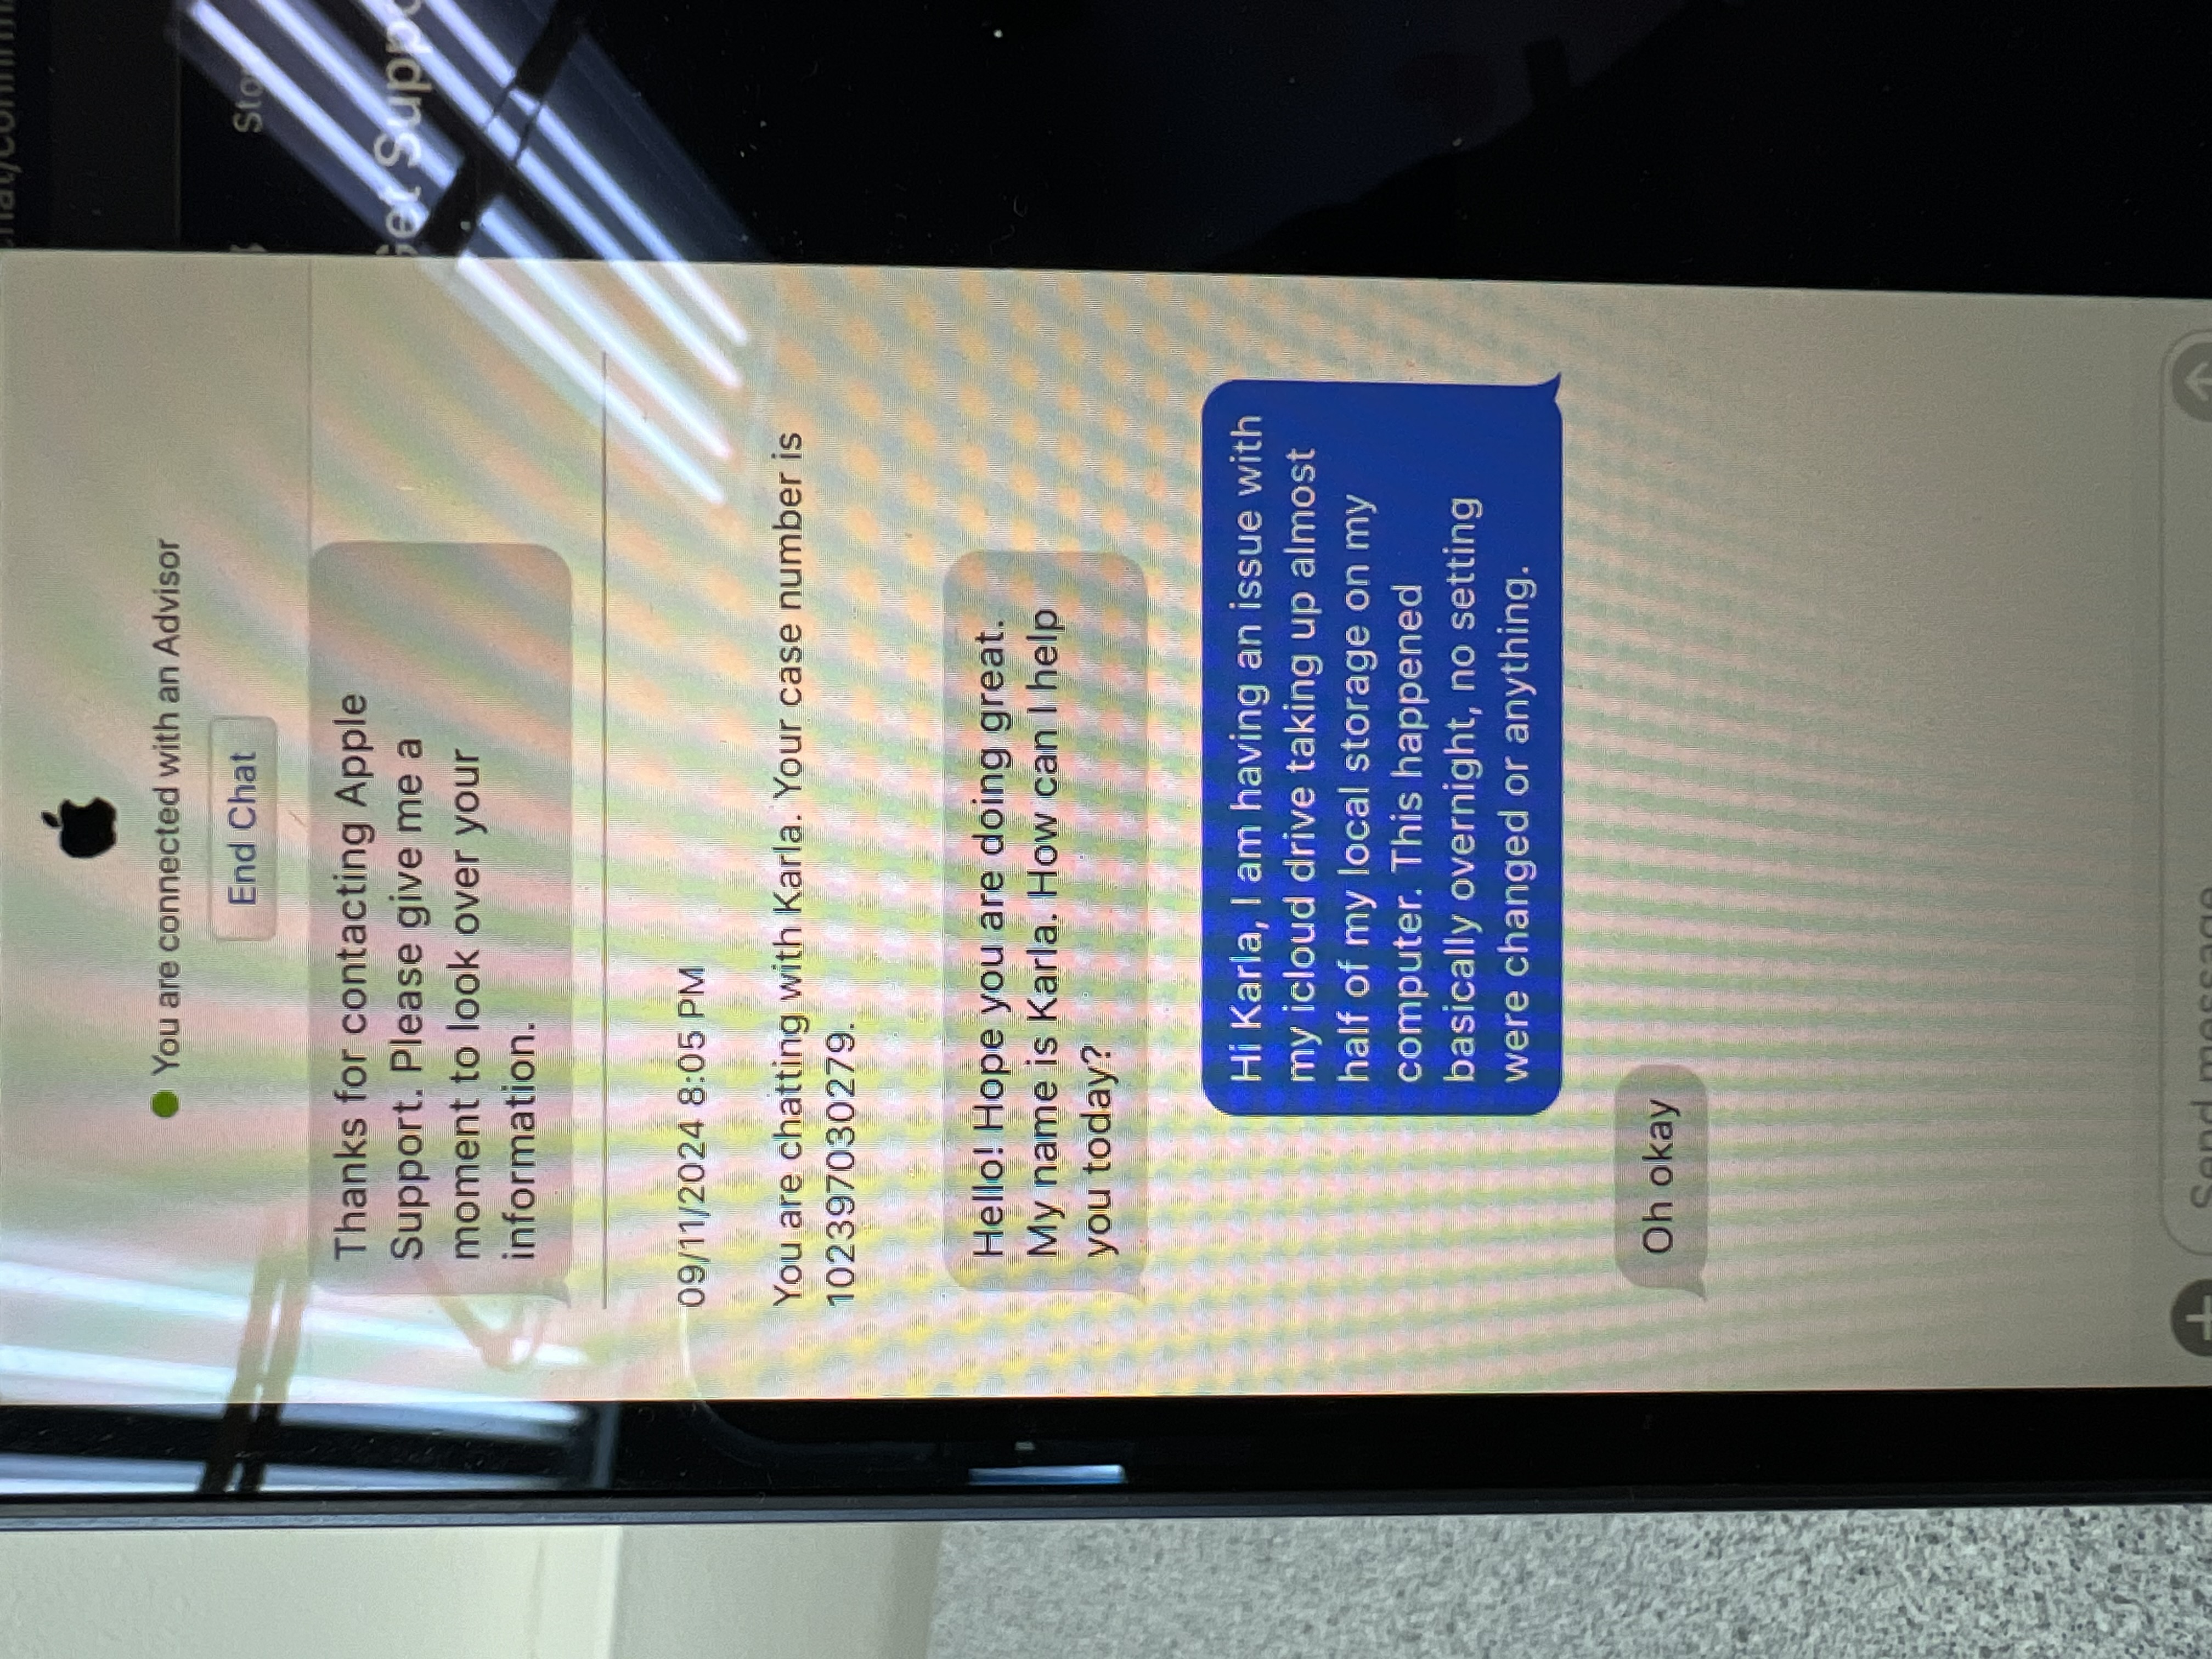 You are connected with an Advisor
End Chat
Thanks for contacting Apple
Support. Please give me a
moment to look over your
information.
09/11/2024 8:05 PM
You are chatting with Karla. Your case number is
102397030279.
Hello! Hope you are doing great.
My name is Karla. How can I help
you today?
Hi Karla, I am having an issue with
my icloud drive taking up almost
half of my local storage on my
computer. This happened
basically overnight, no setting
were changed or anything.
Oh okay
Send message